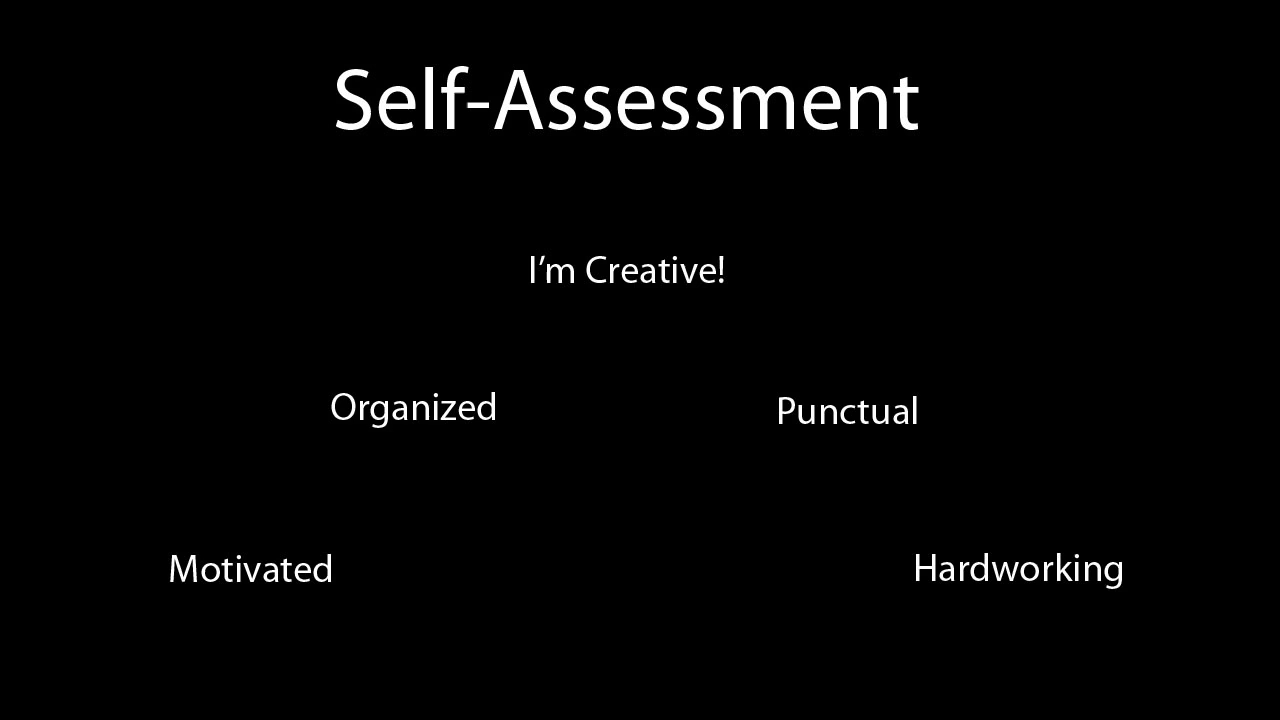 Self-Assessment
I’m Creative!
Organized
Punctual
Motivated
Hardworking